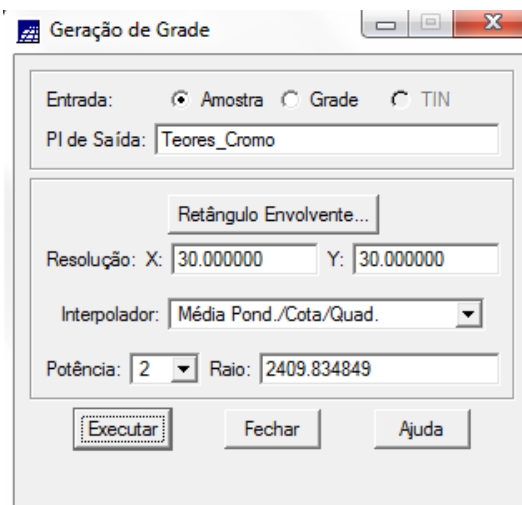 Geração de Grade
Entrada: Amostra Grade TIN
PI de Saída: Teores_Cromo
Retângulo Envolvente...
Resolução: X: 30.000000 Y: 30.000000
Interpolador: Média Pond./Cota/Quad.
Potência: 2 Raio: 2409.834849
Executar Fechar Ajuda